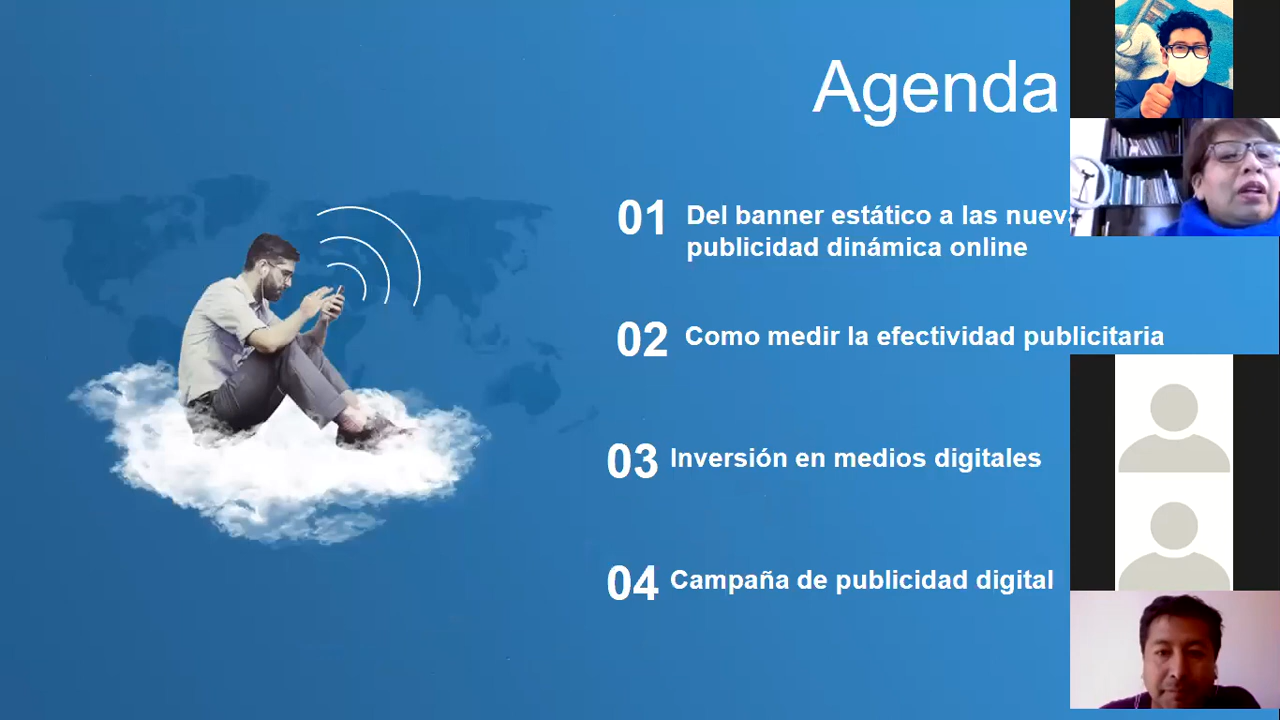 Agenda
01 Del banner estático a las
publicidad dinámica online
02 Como medir la efectividad publicitaria
03 Inversión en medios digitales
04 Campaña de publicidad digital